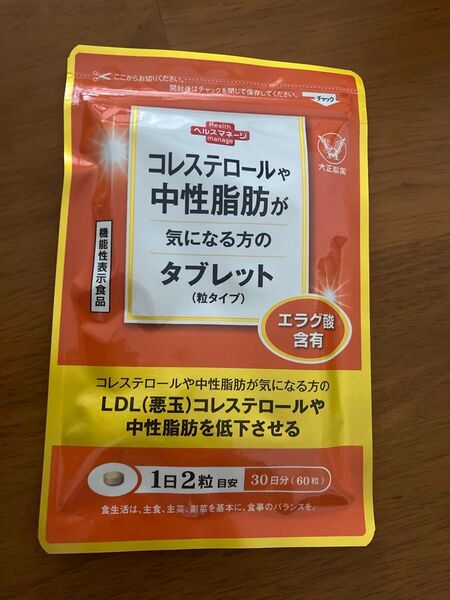 ここからお切りください。
開封後はチャックを閉じて保存してください。
チャック
Health
ヘルスマネージ
manage
大正製薬
コレステロールや
中性脂肪が
気になる方の
タブレット
(粒タイプ)
機能性表示食品
エラグ酸
含有
コレステロールや中性脂肪が気になる方の
LDL(悪玉)コレステロールや
中性脂肪を低下させる
1日2粒 目安 30日分(60粒)
食生活は、主食、主菜、副菜を基本に、食事のバランスを。